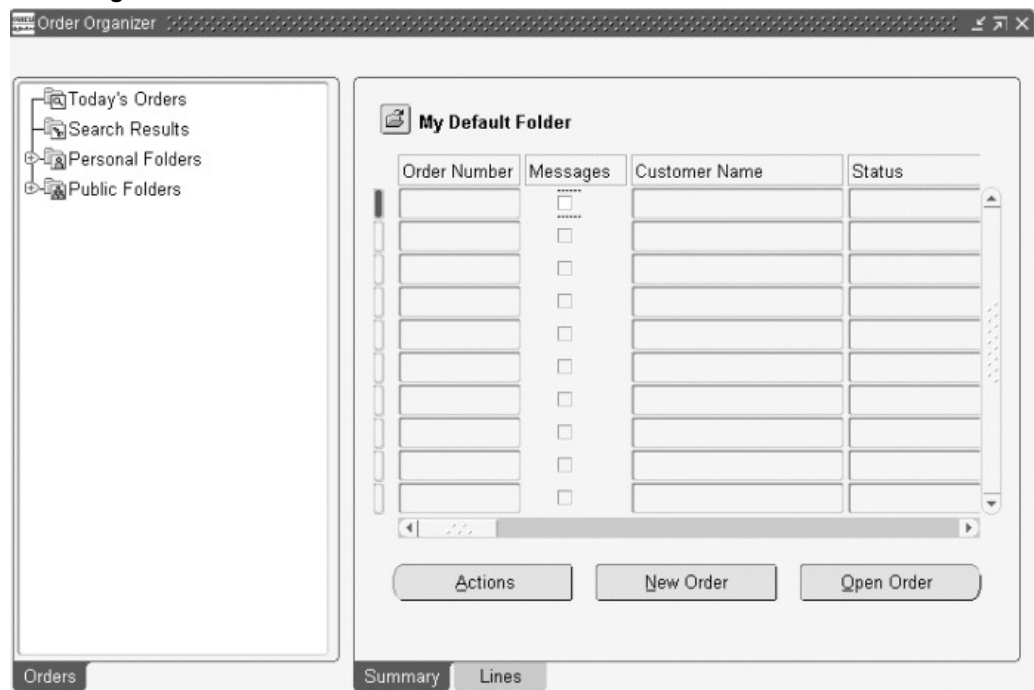 Order Organizer
Today's Orders
Search Results
Personal Folders
Public Folders
My Default Folder
Order Number Messages Customer Name Status
Actions New Order Open Order
Orders Summary Lines